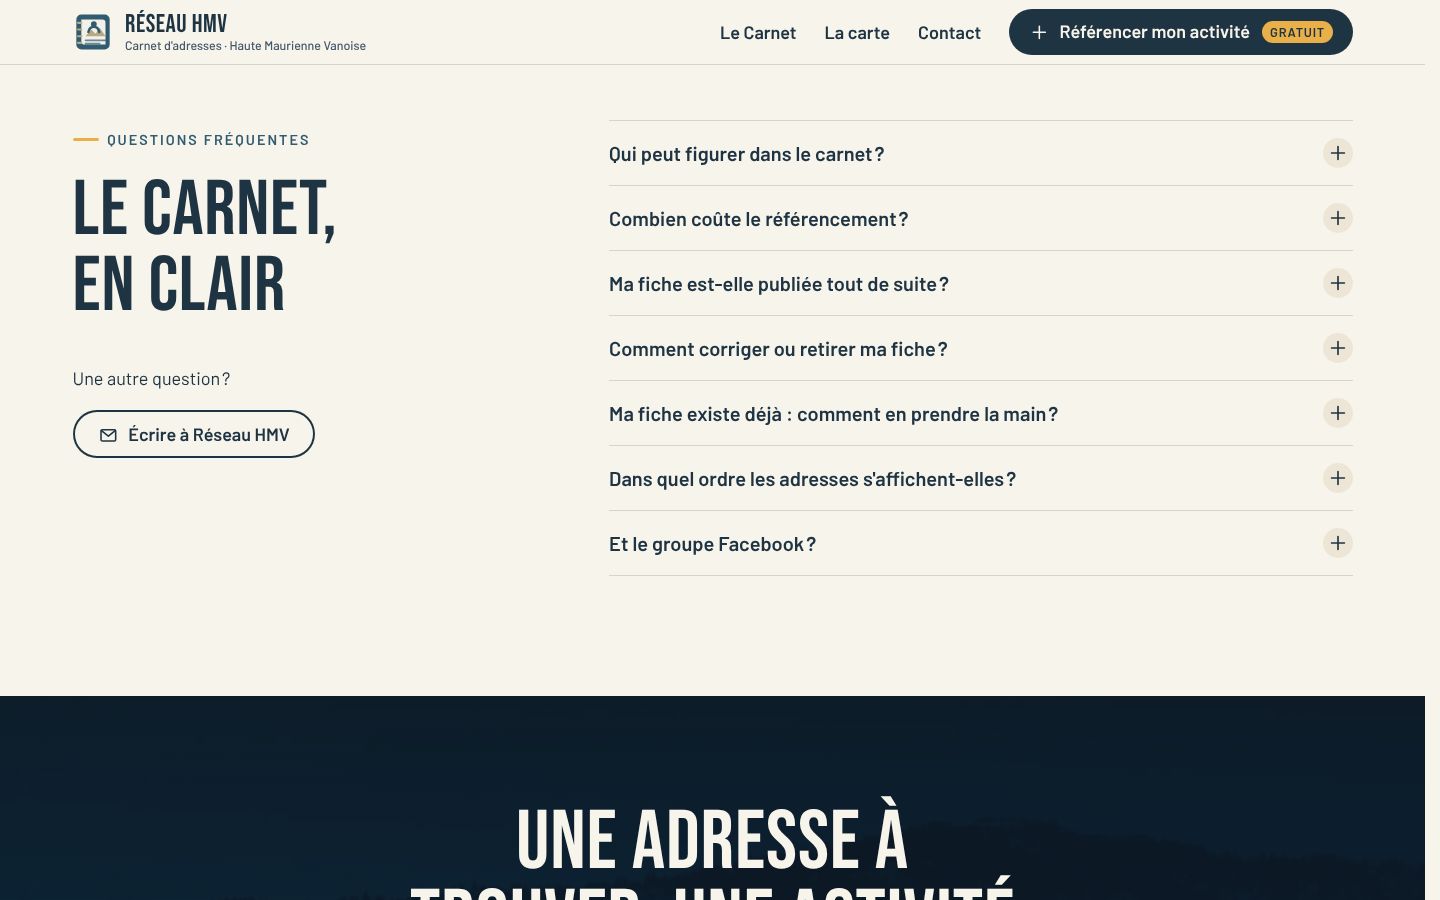 RÉSEAU HMV
Carnet d'adresses · Haute Maurienne Vanoise
Le Carnet
La carte
Contact
Référencer mon activité
GRATUIT
QUESTIONS FRÉQUENTES
LE CARNET,
EN CLAIR
Une autre question ?
Écrire à Réseau HMV
Qui peut figurer dans le carnet ?
Combien coûte le référencement ?
Ma fiche est-elle publiée tout de suite ?
Comment corriger ou retirer ma fiche ?
Ma fiche existe déjà : comment en prendre la main ?
Dans quel ordre les adresses s'affichent-elles ?
Et le groupe Facebook ?
UNE ADRESSE À
TROUVER, UNE ACTIVITÉ